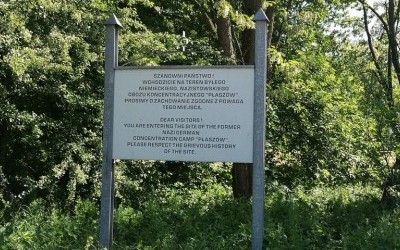 SZANOWNI PAŃSTWO !
WCHODZICIE NA TEREN BYŁEGO
NIEMIECKIEGO, NAZISTOWSKIEGO
OBOZU KONCENTRACYJNEGO "PŁASZÓW".
PROSIMY O ZACHOWANIE ZGODNE Z POWAGĄ
TEGO MIEJSCA.
DEAR VISITORS !
YOU ARE ENTERING THE SITE OF THE FORMER
NAZI GERMAN
CONCENTRATION CAMP "PŁASZOW".
PLEASE RESPECT THE GRIEVOUS HISTORY
OF THE SITE.